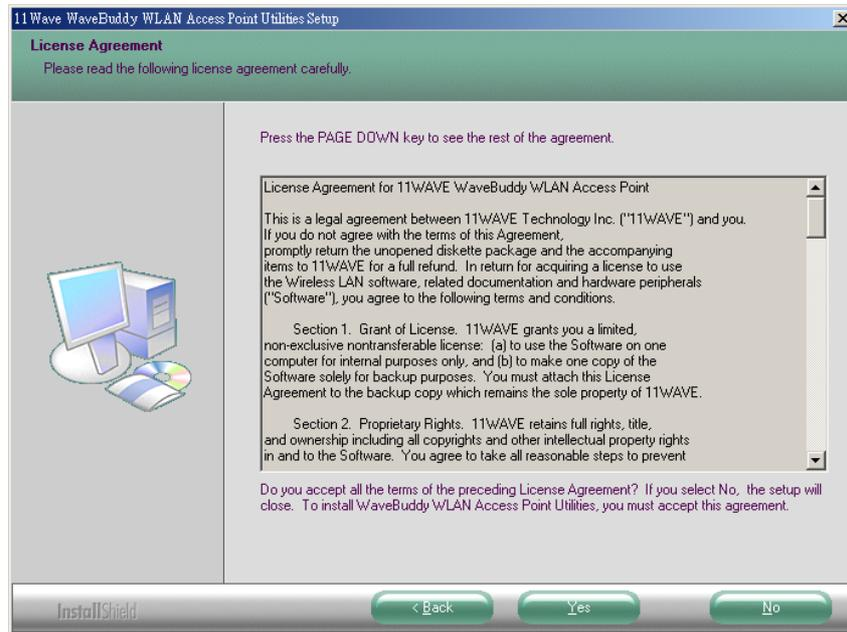 11Wave WaveBuddy WLAN Access Point Utilities Setup
License Agreement
Please read the following license agreement carefully.
Press the PAGE DOWN key to see the rest of the agreement.
License Agreement for 11WAVE WaveBuddy WLAN Access Point
This is a legal agreement between 11WAVE Technology Inc. ("11WAVE") and you.
If you do not agree with the terms of this Agreement,
promptly return the unopened diskette package and the accompanying
items to 11WAVE for a full refund.  In return for acquiring a license to use
the Wireless LAN software, related documentation and hardware peripherals
("Software"), you agree to the following terms and conditions.
Section 1.  Grant of License.  11WAVE grants you a limited,
non-exclusive nontransferable license:  (a) to use the Software on one
computer for internal purposes only, and (b) to make one copy of the
Software solely for backup purposes.  You must attach this License
Agreement to the backup copy which remains the sole property of 11WAVE.
Section 2.  Proprietary Rights.  11WAVE retains full rights, title,
and ownership including all copyrights and other intellectual property rights
in and to the Software.  You agree to take all reasonable steps to prevent
Do you accept all the terms of the preceding License Agreement?  If you select No,  the setup will
close.  To install WaveBuddy WLAN Access Point Utilities, you must accept this agreement.
InstallShield
< Back
Yes
No